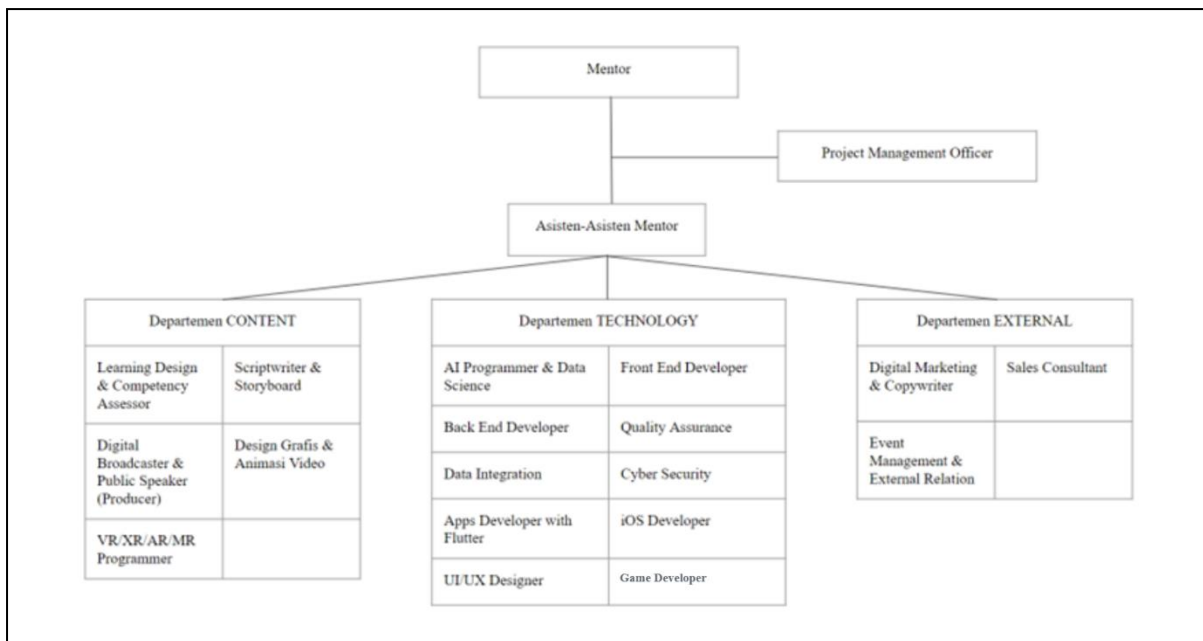 Mentor
Project Management Officer
Asisten-Asisten Mentor
Departemen CONTENT
Learning Design
& Competency
Assessor
Scriptwriter &
Storyboard
Digital
Broadcaster &
Public Speaker
(Producer)
Design Grafis &
Animasi Video
VR/XR/AR/MR
Programmer
Departemen TECHNOLOGY
AI Programmer & Data
Science
Front End Developer
Back End Developer
Quality Assurance
Data Integration
Cyber Security
Apps Developer with
Flutter
iOS Developer
UI/UX Designer
Game Developer
Departemen EXTERNAL
Digital Marketing
& Copywriter
Sales Consultant
Event
Management &
External Relation